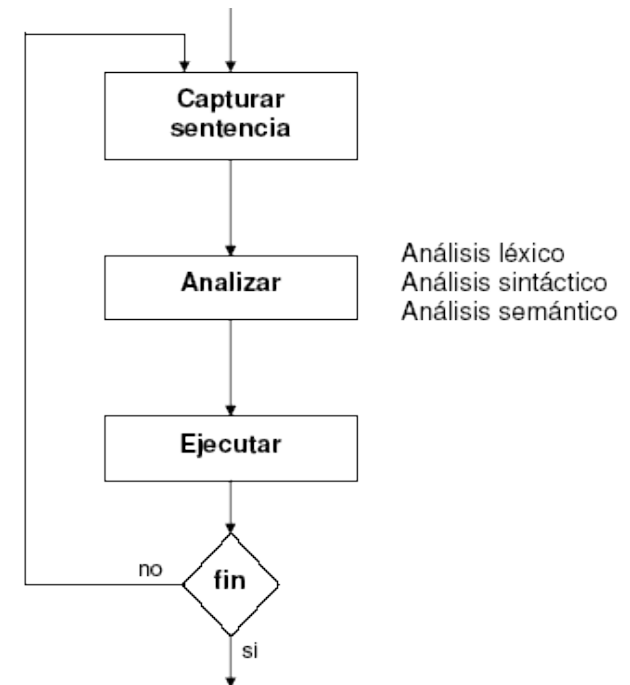 Capturar
sentencia
Analizar
Análisis léxico
Análisis sintáctico
Análisis semántico
Ejecutar
fin
no
si